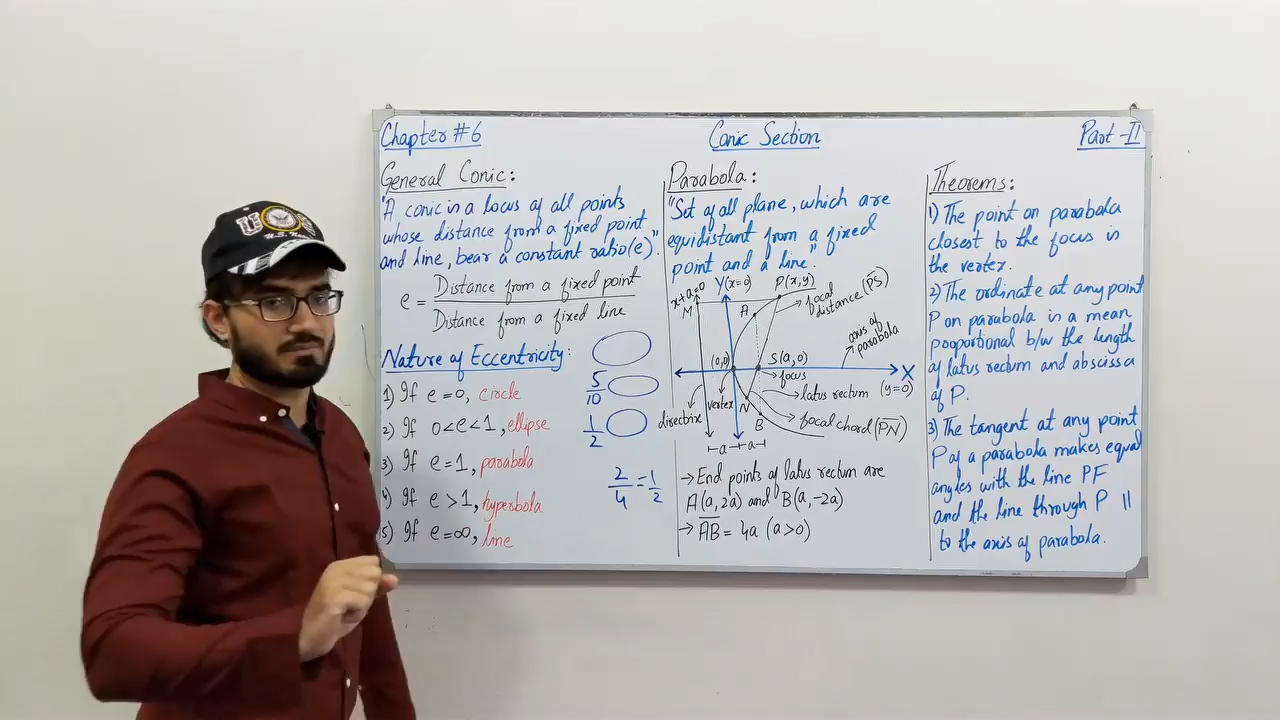 Chapter #6
Conic Section
Part-II
General Conic:
"A conic is a locus of all points
whose distance from a fixed point
and line, bear a constant ratio(e)."
e = Distance from a fixed point
Distance from a fixed line
Nature of Eccentricity:
1) If e=0, circle
2) If 0<e<1, ellipse
3) If e=1, parabola
4) If e>1, hyperbola
5) If e=∞, line
5
10
1
2
2/4 = 1/2
Parabola:
"Set of all plane, which are
equidistant from a fixed
point and a line."
x+a=0
Y(x=0)
P(x,y)
M
A
focal
distance (PS)
axis of
parabola
(0,0)
S(a,0)
X
focus
(y=0)
latus rectum
directrix
vertex
N
B
focal chord (PN)
a
a
→ End points of latus rectum are
A(a,2a) and B(a,-2a)
→ AB = 4a (a>0)
Theorems:
1) The point on parabola
closest to the focus is
the vertex.
2) The ordinate at any point
P on parabola is a mean
proportional b/w the length
of latus rectum and abscissa
of P.
3) The tangent at any point
P of a parabola makes equal
angles with the line PF
and the line through P ||
to the axis of parabola.
U
S